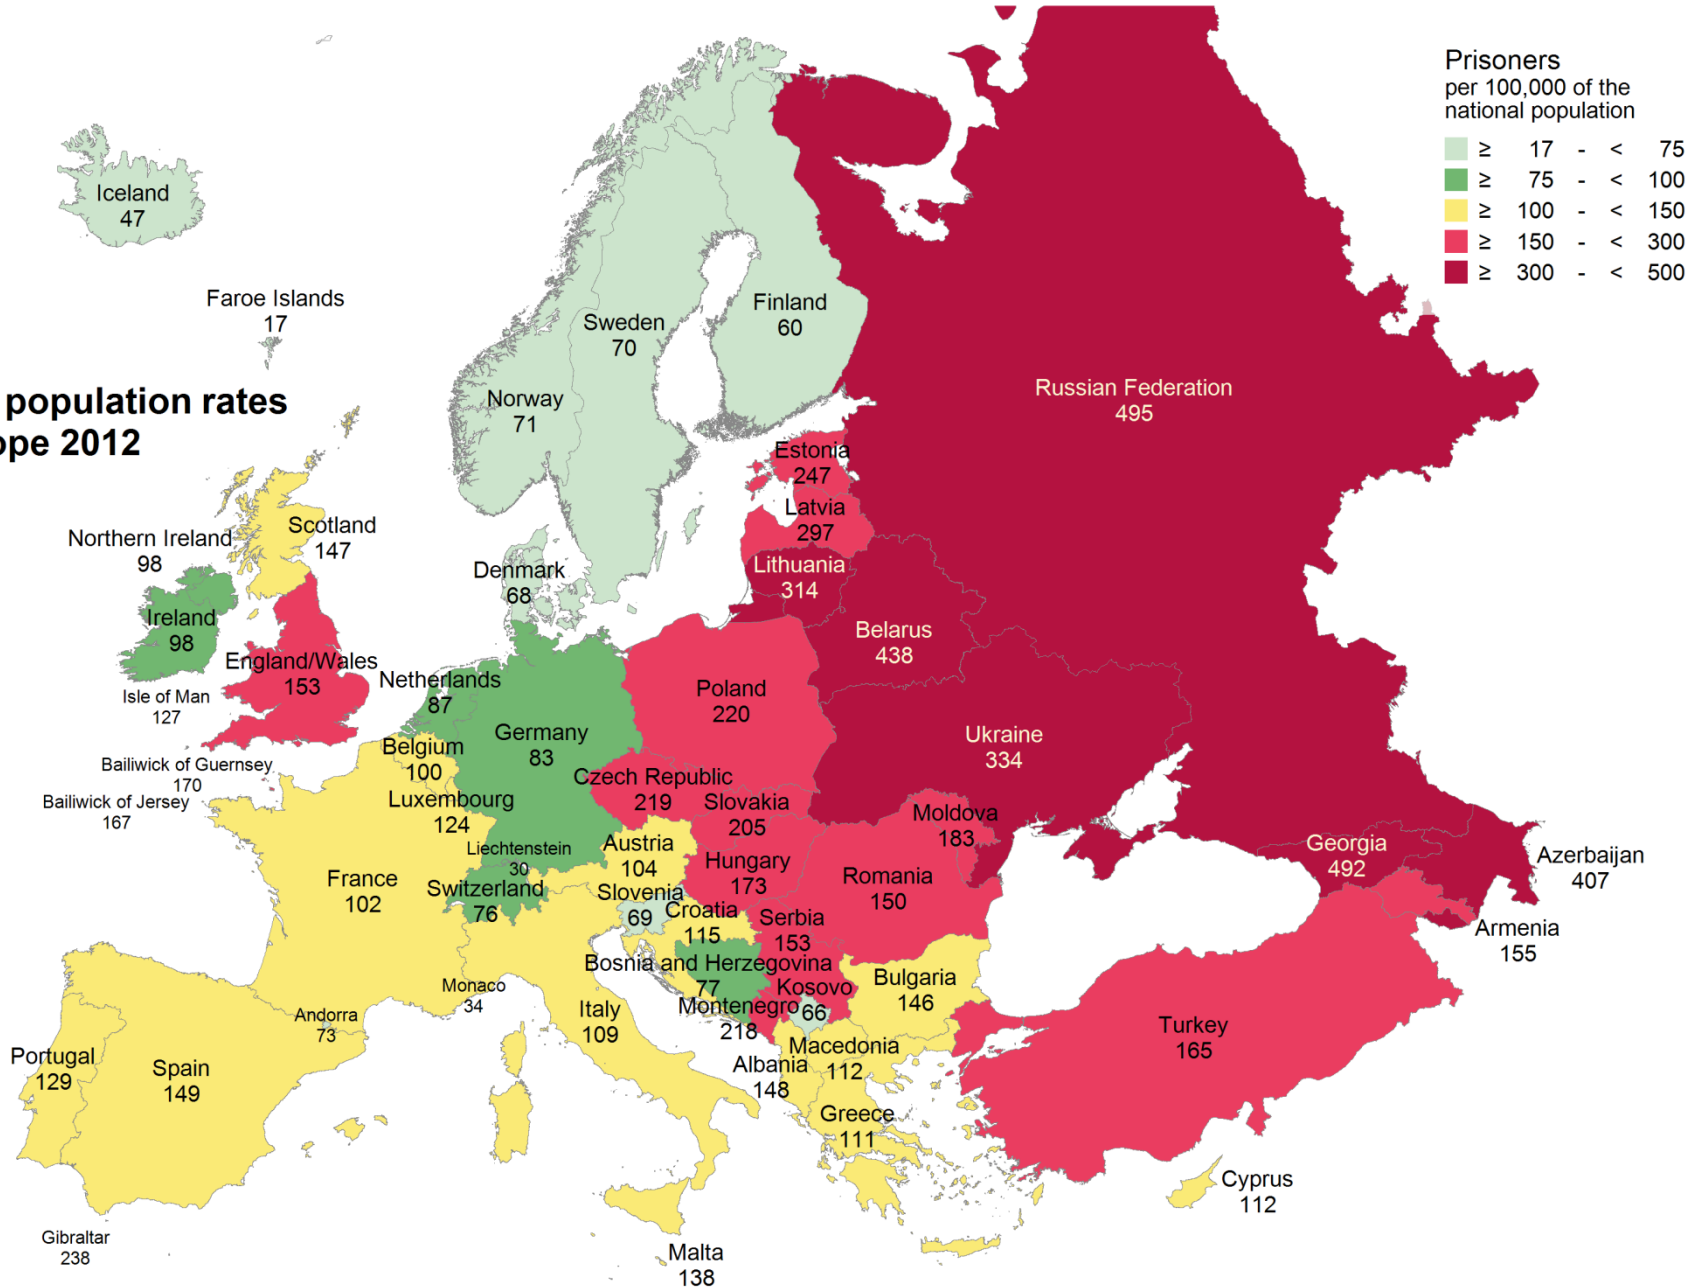 Prisoners
per 100,000 of the
national population
≥ 17 - < 75
≥ 75 - < 100
≥ 100 - < 150
≥ 150 - < 300
≥ 300 - < 500
Iceland
47
Faroe Islands
17
population rates
ope 2012
Finland
60
Sweden
70
Norway
71
Russian Federation
495
Estonia
247
Latvia
297
Lithuania
314
Northern Ireland
98
Scotland
147
Denmark
68
Ireland
98
England/Wales
153
Isle of Man
127
Netherlands
87
Belarus
438
Poland
220
Germany
83
Ukraine
334
Belgium
100
Bailiwick of Guernsey
170
Bailiwick of Jersey
167
Luxembourg
124
Czech Republic
219
Slovakia
205
Moldova
183
Liechtenstein
30
Austria
104
Hungary
173
Romania
150
Georgia
492
Azerbaijan
407
Armenia
155
France
102
Switzerland
76
Slovenia
69
Croatia
115
Serbia
153
Bosnia and Herzegovina
77
Kosovo
66
Bulgaria
146
Monaco
34
Montenegro
218
Andorra
73
Italy
109
Portugal
129
Spain
149
Albania
148
Macedonia
112
Turkey
165
Greece
111
Cyprus
112
Gibraltar
238
Malta
138